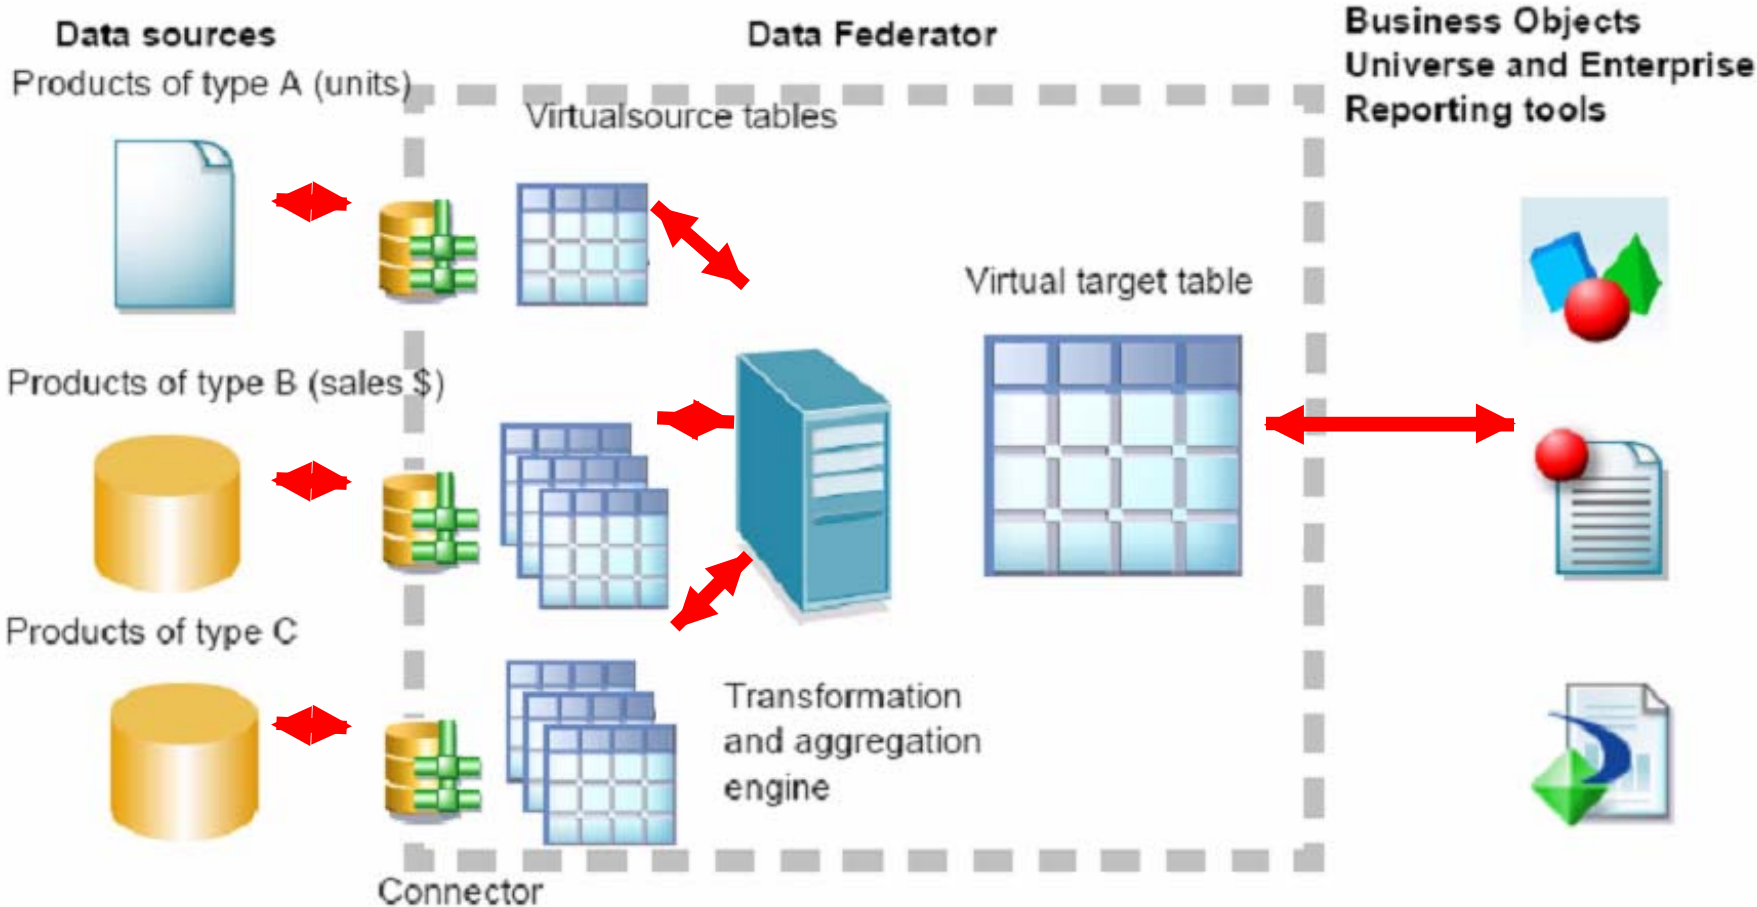 Data sources
Data Federator
Business Objects
Universe and Enterprise
Reporting tools
Products of type A (units)
Virtualsource tables
Virtual target table
Products of type B (sales $)
Products of type C
Transformation
and aggregation
engine
Connector